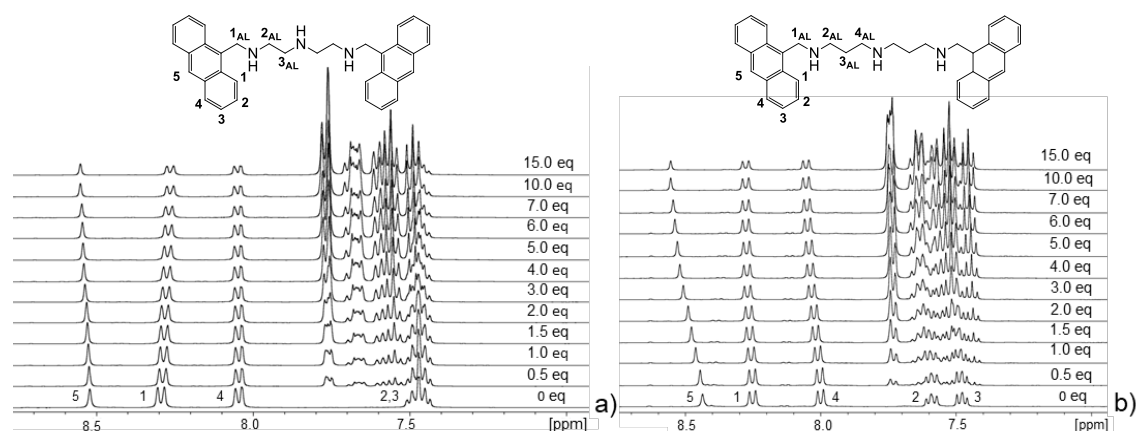 1AL 2AL H N
N H 3AL N H
5 1
4 2
3
15.0 eq
10.0 eq
7.0 eq
6.0 eq
5.0 eq
4.0 eq
3.0 eq
2.0 eq
1.5 eq
1.0 eq
0.5 eq
5 1 4 2,3 0 eq
8.5 8.0 7.5 [ppm]
a)
1AL 2AL 4AL
N H 3AL N H N H
5 1
4 2
3
15.0 eq
10.0 eq
7.0 eq
6.0 eq
5.0 eq
4.0 eq
3.0 eq
2.0 eq
1.5 eq
1.0 eq
0.5 eq
5 1 4 2 3 0 eq
8.5 8.0 7.5 [ppm]
b)